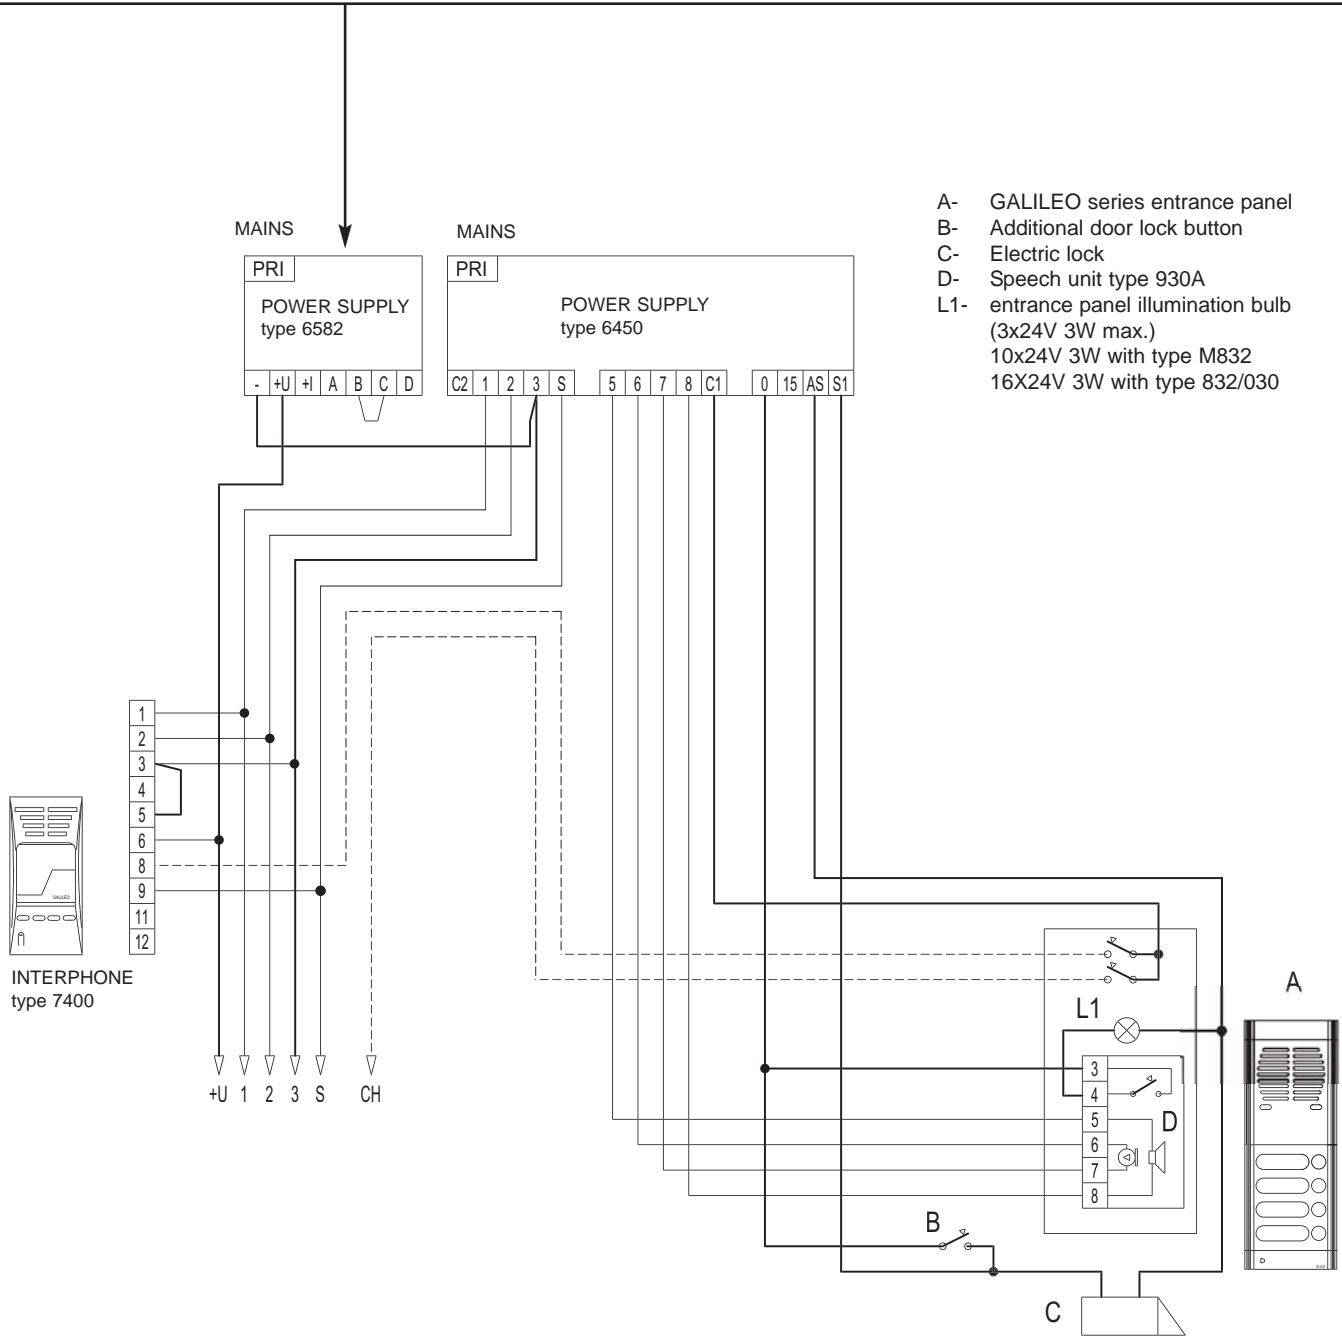 A- GALILEO series entrance panel
B- Additional door lock button
C- Electric lock
D- Speech unit type 930A
L1- entrance panel illumination bulb
(3x24V 3W max.)
10x24V 3W with type M832
16X24V 3W with type 832/030
MAINS
PRI
POWER SUPPLY
type 6582
- +U +I A B C D
MAINS
PRI
POWER SUPPLY
type 6450
C2 1 2 3 S 5 6 7 8 C1 0 15 AS S1
1
2
3
4
5
6
8
9
11
12
GALILEO
INTERPHONE
type 7400
+U 1 2 3 S CH
A
L1
3
4
5
6
7
8
D
B
C
D